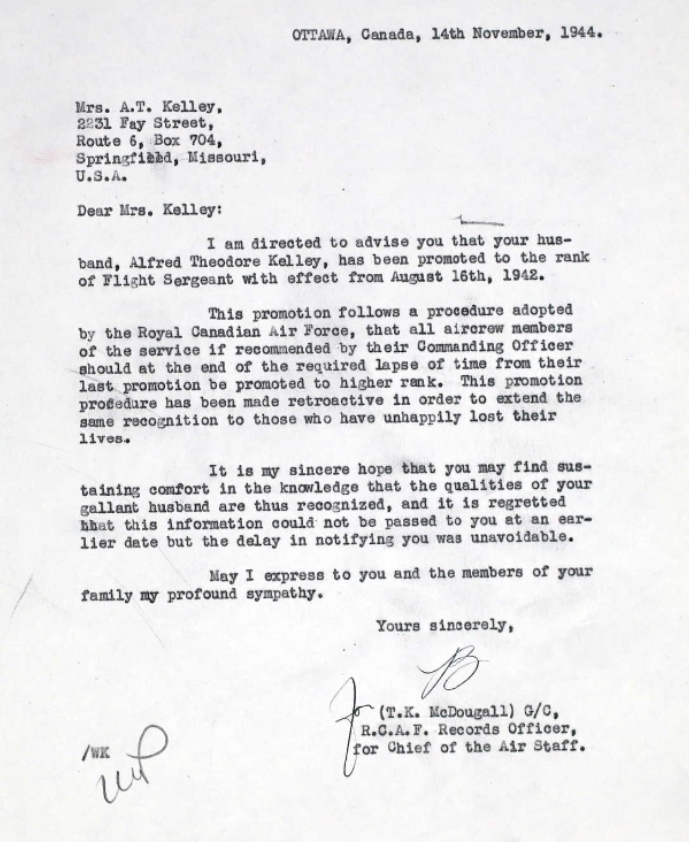 OTTAWA, Canada, 14th November, 1944.
Mrs. A.T. Kelley,
2231 Fay Street,
Route 6, Box 704,
Springfield, Missouri,
U.S.A.
Dear Mrs. Kelley:
I am directed to advise you that your hus-
band, Alfred Theodore Kelley, has been promoted to the rank
of Flight Sergeant with effect from August 16th, 1942.
This promotion follows a procedure adopted
by the Royal Canadian Air Force, that all aircrew members
of the service if recommended by their Commanding Officer
should at the end of the required lapse of time from their
last promotion be promoted to higher rank. This promotion
procedure has been made retroactive in order to extend the
same recognition to those who have unhappily lost their
lives.
It is my sincere hope that you may find sus-
taining comfort in the knowledge that the qualities of your
gallant husband are thus recognized, and it is regretted
that this information could not be passed to you at an ear-
lier date but the delay in notifying you was unavoidable.
May I express to you and the members of your
family my profound sympathy.
Yours sincerely,
for (T.K. McDougall) G/C,
R.C.A.F. Records Officer,
for Chief of the Air Staff.
/WK